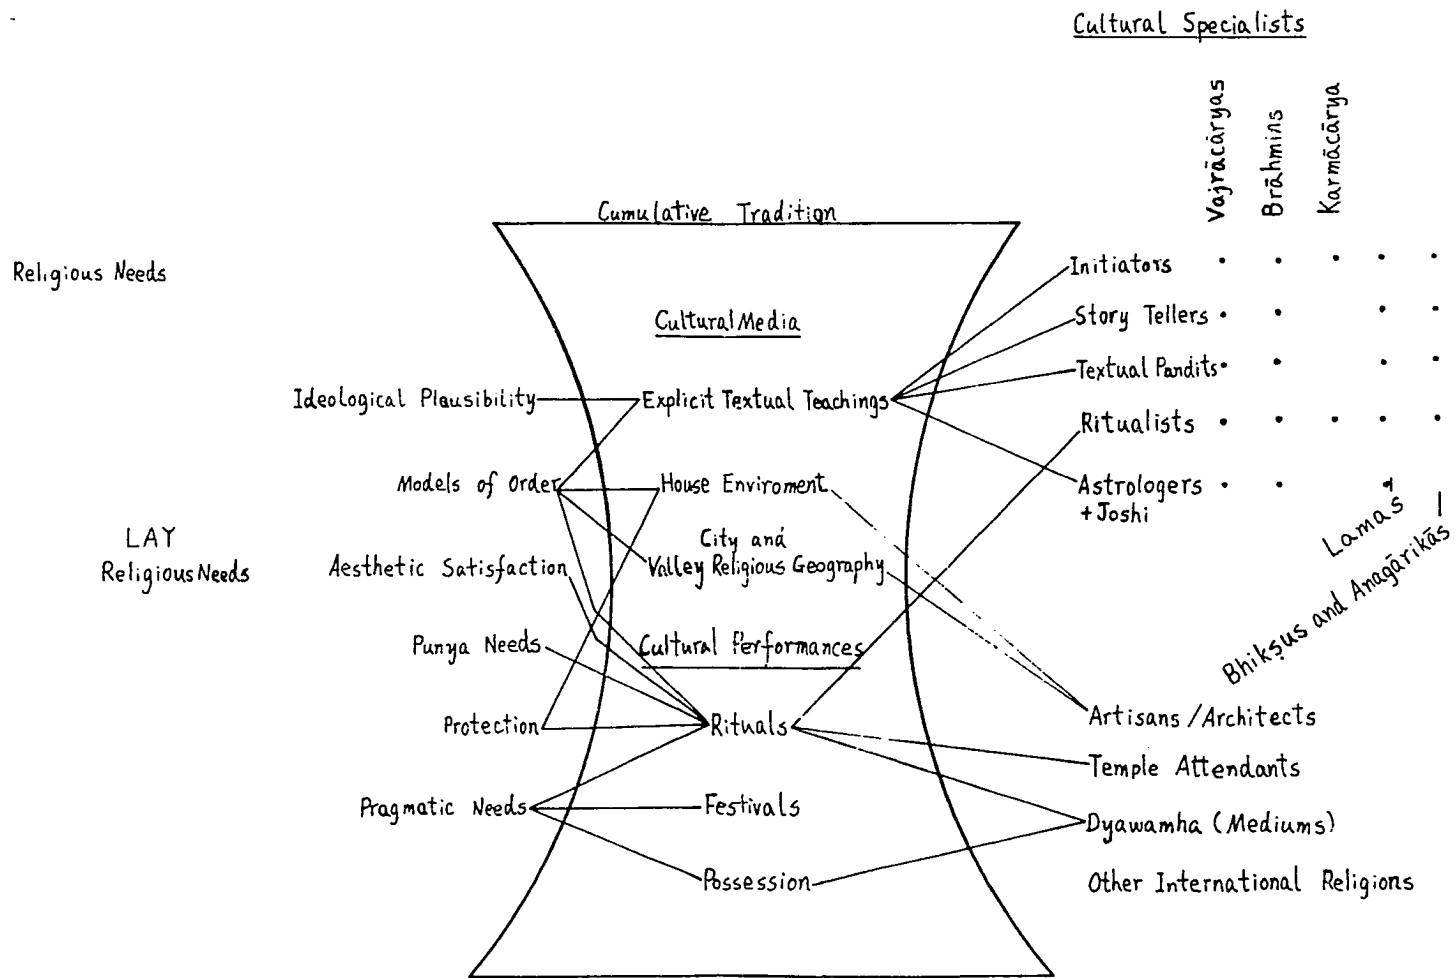 Cultural Specialists
Vajrācāryas
Brāhmins
Karmācārya
Cumulative Tradition
Religious Needs
Initiators
Cultural Media
Story Tellers
Textual Pandits
Ideological Plausibility
Explicit Textual Teachings
Ritualists
Models of Order
House Enviroment
Astrologers
+ Joshi
Lamas
Bhikṣus and Anagārikās
LAY
Religious Needs
Aesthetic Satisfaction
City and
Valley Religious Geography
Punya Needs
Cultural Performances
Protection
Rituals
Artisans / Architects
Temple Attendants
Pragmatic Needs
Festivals
Dyawamha (Mediums)
Possession
Other International Religions